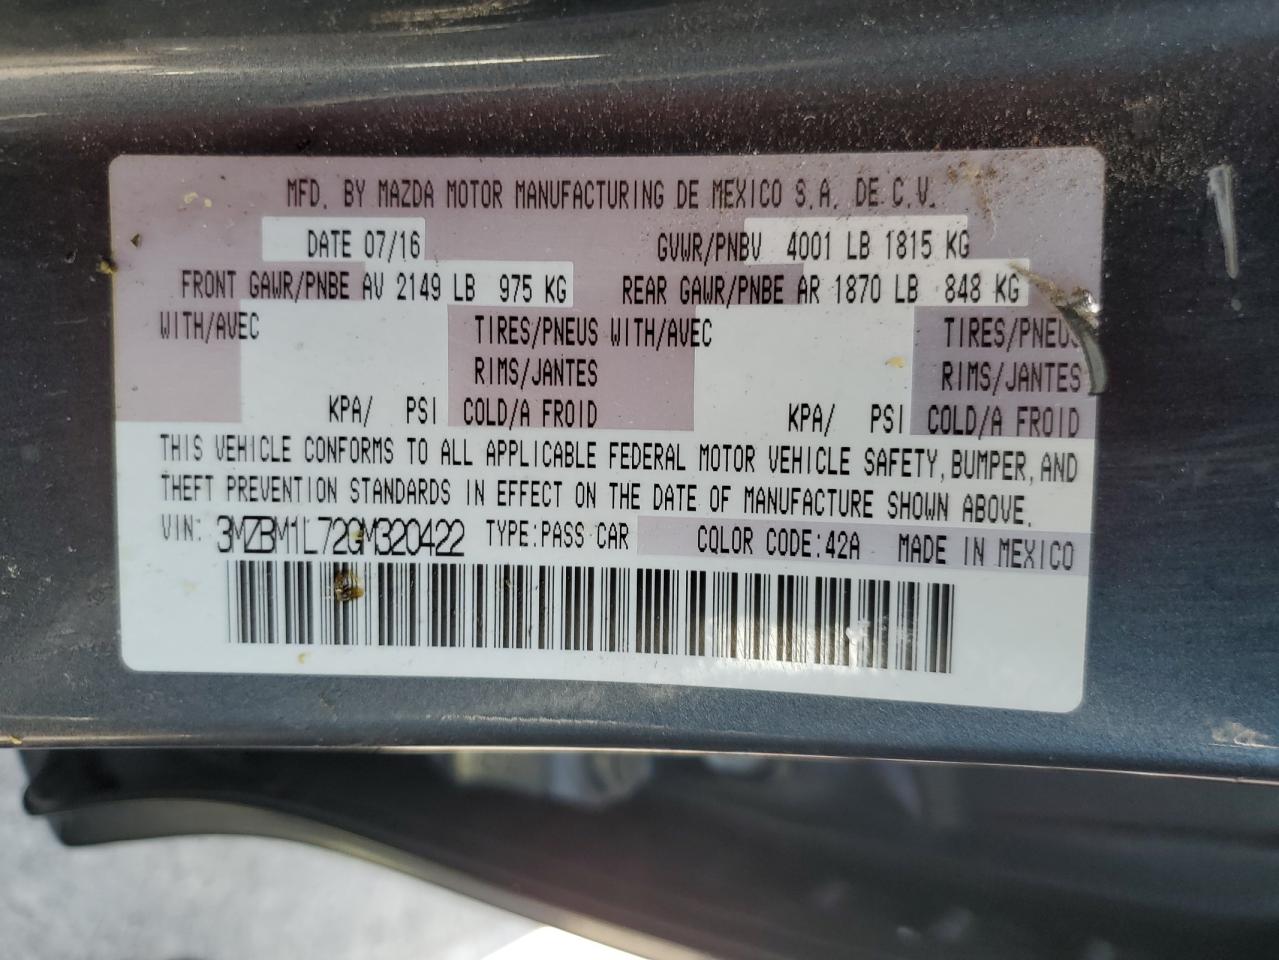 MFD. BY MAZDA MOTOR MANUFACTURING DE MEXICO S.A. DE C.V.
DATE 07/16 GVWR/PNBV 4001 LB 1815 KG
FRONT GAWR/PNBE AV 2149 LB 975 KG REAR GAWR/PNBE AR 1870 LB 848 KG
WITH/AVEC TIRES/PNEUS WITH/AVEC TIRES/PNEUS
RIMS/JANTES RIMS/JANTES
KPA/ PSI COLD/A FROID KPA/ PSI COLD/A FROID
THIS VEHICLE CONFORMS TO ALL APPLICABLE FEDERAL MOTOR VEHICLE SAFETY, BUMPER, AND
THEFT PREVENTION STANDARDS IN EFFECT ON THE DATE OF MANUFACTURE SHOWN ABOVE.
VIN: 3MZBM1L72GM320422 TYPE:PASS CAR COLOR CODE:42A MADE IN MEXICO